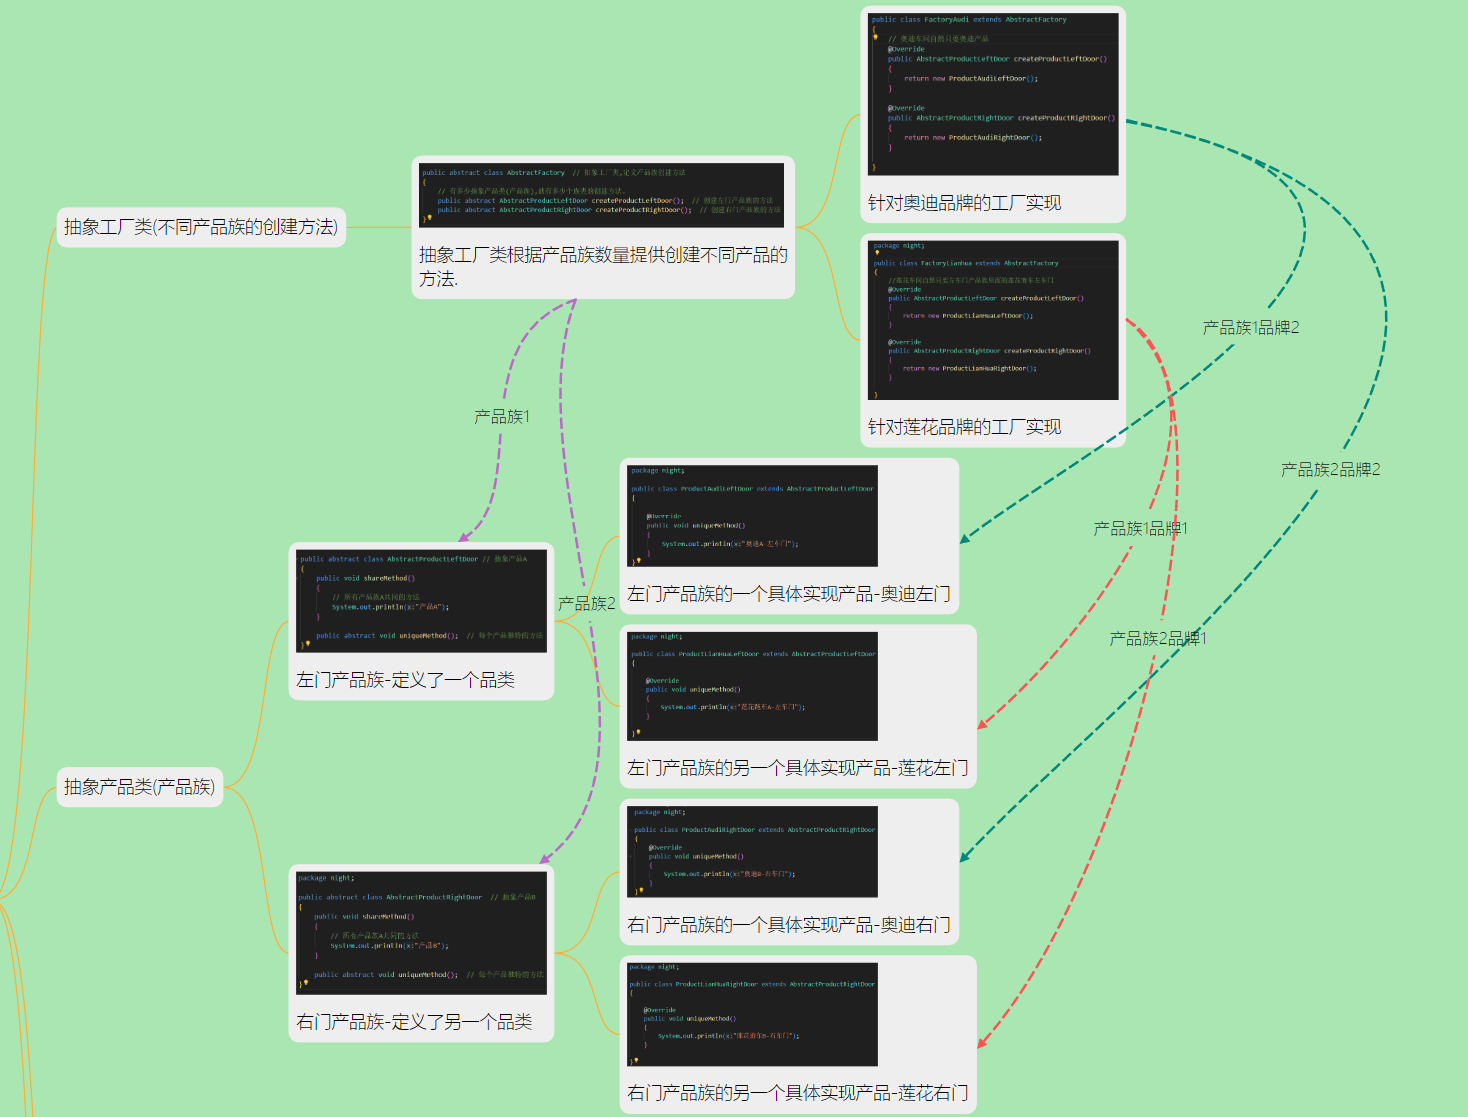 public class FactoryAudi extends AbstractFactory
{
// 奥迪车间自然只要奥迪产品
@Override
public AbstractProductLeftDoor createProductLeftDoor()
{
return new ProductAudiLeftDoor();
}
@Override
public AbstractProductRightDoor createProductRightDoor()
{
return new ProductAudiRightDoor();
}
}
针对奥迪品牌的工厂实现
抽象工厂类(不同产品族的创建方法)
public abstract class AbstractFactory // 抽象工厂类,定义产品族创建方法
{
// 有多少抽象产品类(产品族),就有多少个族类的创建方法。
public abstract AbstractProductLeftDoor createProductLeftDoor(); // 创建左门产品族的方法
public abstract AbstractProductRightDoor createProductRightDoor(); // 创建右门产品族的方法
}
抽象工厂类根据产品族数量提供创建不同产品的
方法.
package night;
public class FactoryLianhua extends AbstractFactory
{
@Override
public AbstractProductLeftDoor createProductLeftDoor()
{
return new ProductLianHuaLeftDoor();
}
@Override
public AbstractProductRightDoor createProductRightDoor()
{
return new ProductLianHuaRightDoor();
}
}
针对莲花品牌的工厂实现
产品族1品牌2
产品族1
产品族2品牌2
产品族1品牌1
产品族2
产品族2品牌1
抽象产品类(产品族)
public abstract class AbstractProductLeftDoor // 抽象产品A
{
public void shareMethod()
{
// 所有产品族A共同的方法
System.out.println(x:"产品A");
}
public abstract void uniqueMethod(); // 每个产品独特的方法
}
左门产品族-定义了一个品类
package night;
public class ProductAudiLeftDoor extends AbstractProductLeftDoor
{
@Override
public void uniqueMethod()
{
System.out.println(x:"奥迪A-左车门");
}
}
左门产品族的一个具体实现产品-奥迪左门
package night;
public class ProductLianHuaLeftDoor extends AbstractProductLeftDoor
{
@Override
public void uniqueMethod()
{
System.out.println(x:"莲花跑车A-左车门");
}
}
左门产品族的另一个具体实现产品-莲花左门
package night;
public abstract class AbstractProductRightDoor // 抽象产品B
{
public void shareMethod()
{
// 所有产品族A共同的方法
System.out.println(x:"产品B");
}
public abstract void uniqueMethod(); // 每个产品独特的方法
}
右门产品族-定义了另一个品类
package night;
public class ProductAudiRightDoor extends AbstractProductRightDoor
{
@Override
public void uniqueMethod()
{
System.out.println(x:"奥迪B-右车门");
}
}
右门产品族的一个具体实现产品-奥迪右门
package night;
public class ProductLianHuaRightDoor extends AbstractProductRightDoor
{
@Override
public void uniqueMethod()
{
System.out.println(x:"莲花跑车B-右车门");
}
}
右门产品族的另一个具体实现产品-莲花右门